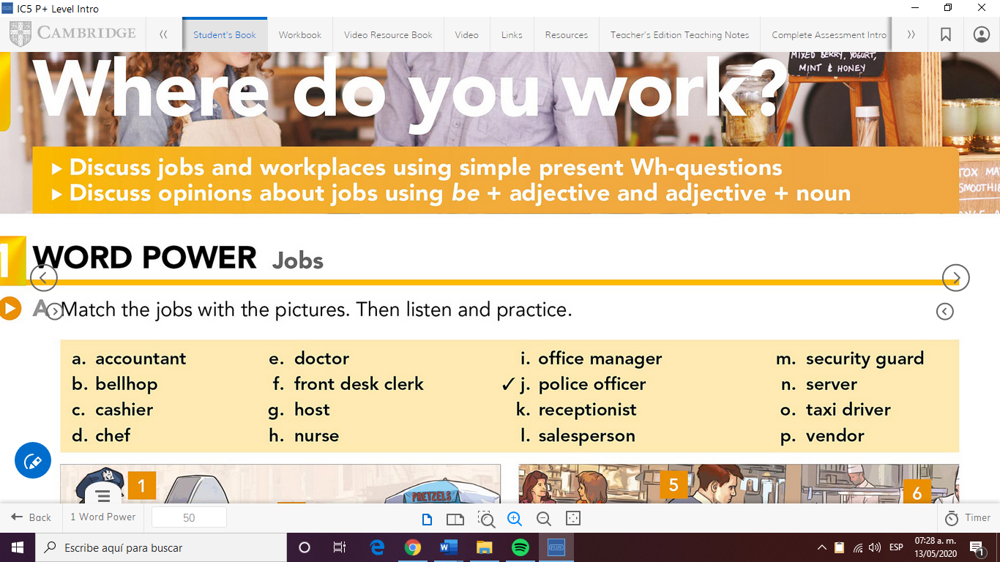 IC5 P+ Level Intro
CAMBRIDGE
Student's Book
Workbook
Video Resource Book
Video
Links
Resources
Teacher's Edition Teaching Notes
Complete Assessment Intro
MIXED BERRY, YOGURT,
MINT & HONEY
Where do you work?
▸ Discuss jobs and workplaces using simple present Wh-questions
▸ Discuss opinions about jobs using be + adjective and adjective + noun
SMOOTHIE
1 WORD POWER Jobs
A Match the jobs with the pictures. Then listen and practice.
a. accountant
b. bellhop
c. cashier
d. chef
e. doctor
f. front desk clerk
g. host
h. nurse
i. office manager
✓ j. police officer
k. receptionist
l. salesperson
m. security guard
n. server
o. taxi driver
p. vendor
1
PRETZELS
5
6
Back
1 Word Power
50
Timer
Escribe aquí para buscar
PLUS
ESP
07:28 a. m.
13/05/2020
1